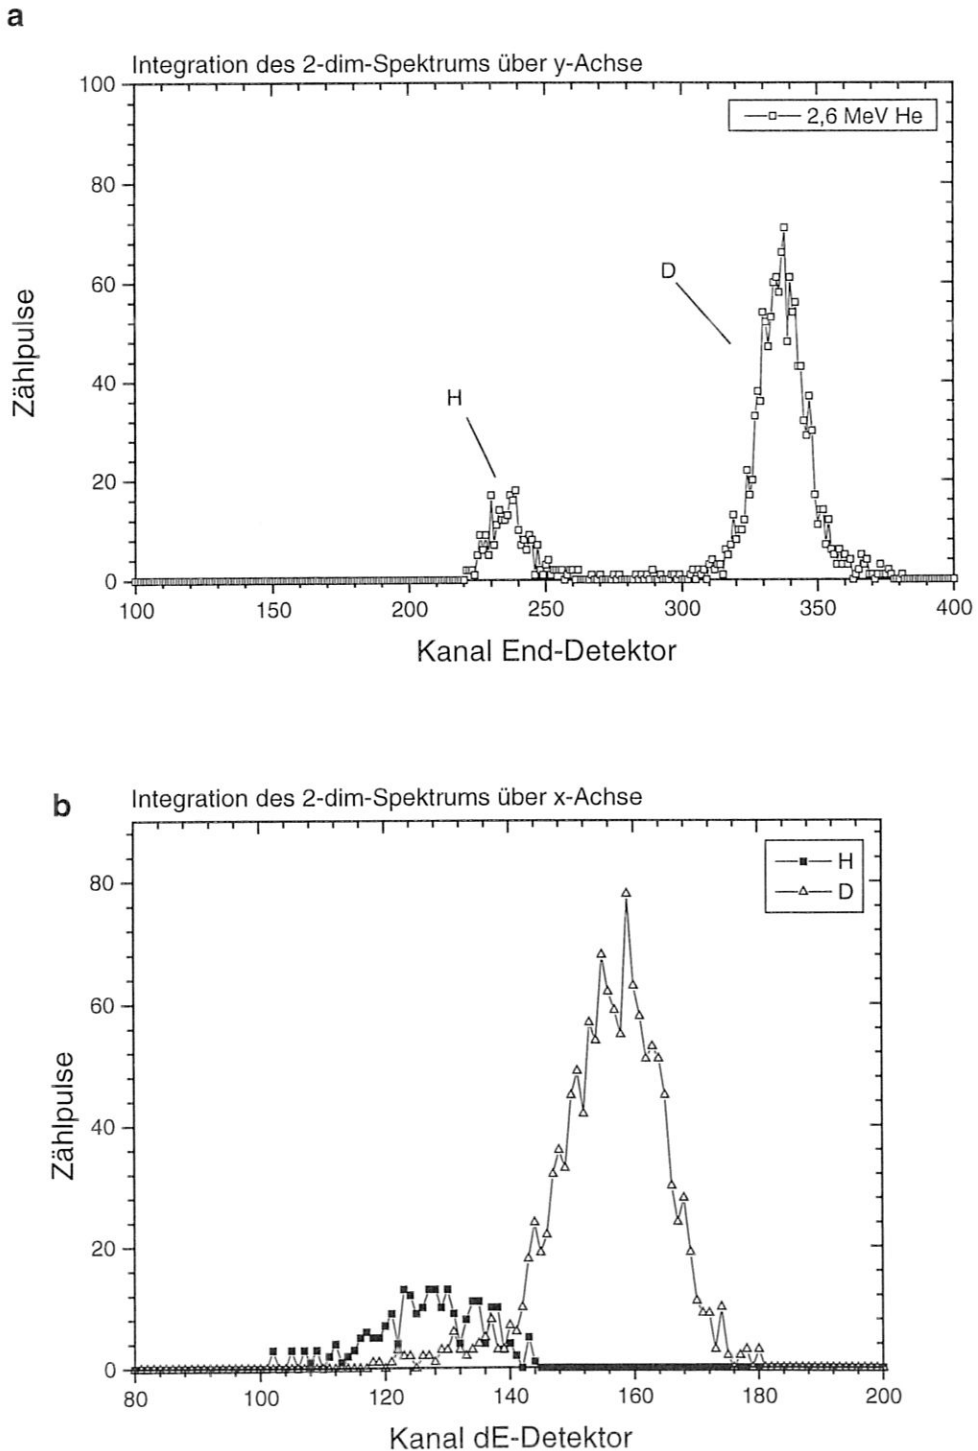 a
Integration des 2-dim-Spektrums über y-Achse
100
80
60
40
20
0
Zählpulse
2,6 MeV He
D
H
100 150 200 250 300 350 400
Kanal End-Detektor
b
Integration des 2-dim-Spektrums über x-Achse
80
60
40
20
0
Zählpulse
H
D
80 100 120 140 160 180 200
Kanal dE-Detektor